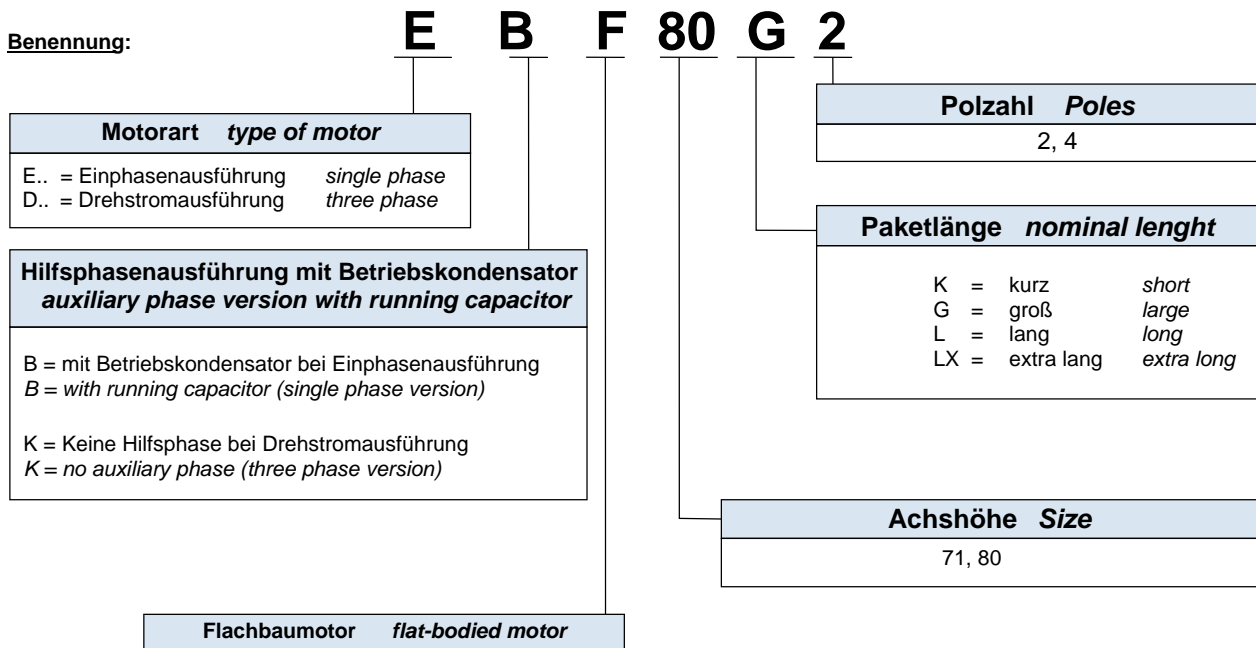 Benennung:
E B F 80 G 2
Polzahl Poles
2, 4
Motorart type of motor
E.. = Einphasenausführung single phase
D.. = Drehstromausführung three phase
Paketlänge nominal lenght
K = kurz short
G = groß large
L = lang long
LX = extra lang extra long
Hilfsphasenausführung mit Betriebskondensator
auxiliary phase version with running capacitor
B = mit Betriebskondensator bei Einphasenausführung
B = with running capacitor (single phase version)
K = Keine Hilfsphase bei Drehstromausführung
K = no auxiliary phase (three phase version)
Achshöhe Size
71, 80
Flachbaumotor flat-bodied motor